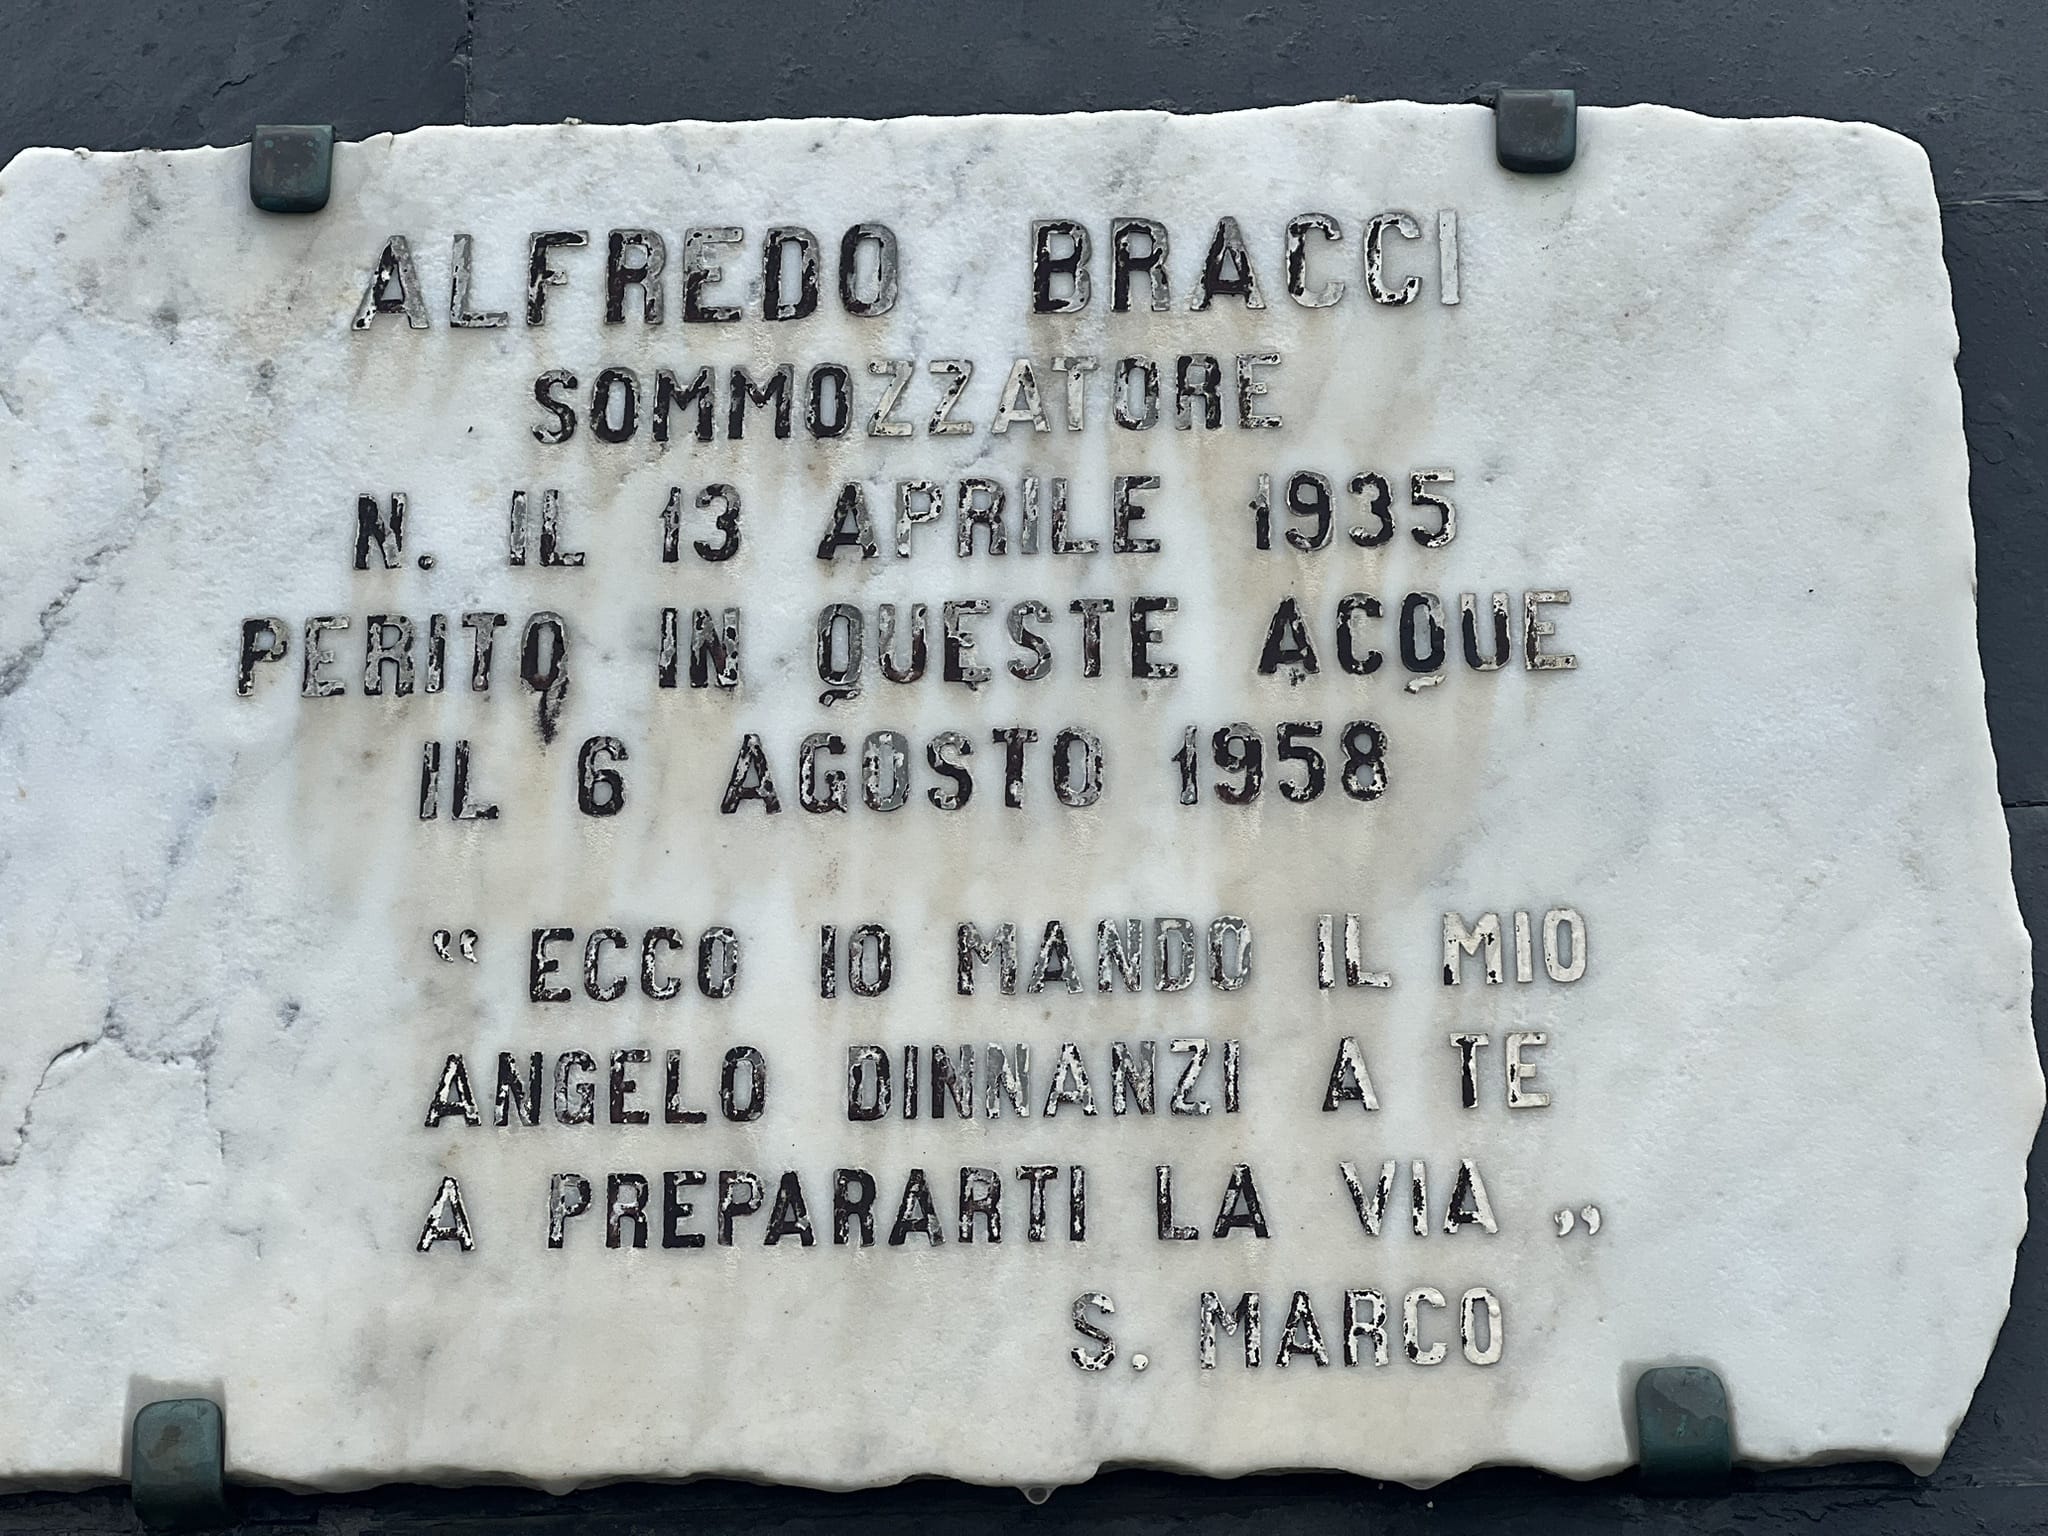 ALFREDO BRACCI
SOMMOZZATORE
N. IL 13 APRILE 1935
PERITO IN QUESTE ACQUE
IL 6 AGOSTO 1958
“ ECCO IO MANDO IL MIO
ANGELO DINNANZI A TE
A PREPARARTI LA VIA ”
S. MARCO